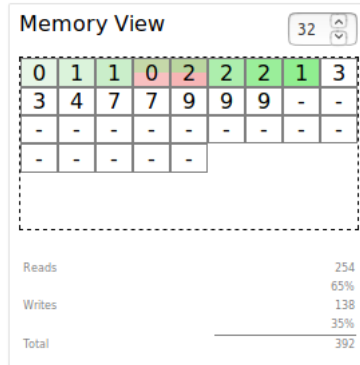 Memory View 32
0 1 1 0 2 2 2 1 3
3 4 7 7 9 9 9 - -
- - - - - - - - -
- - - - -
Reads 254
65%
Writes 138
35%
Total 392